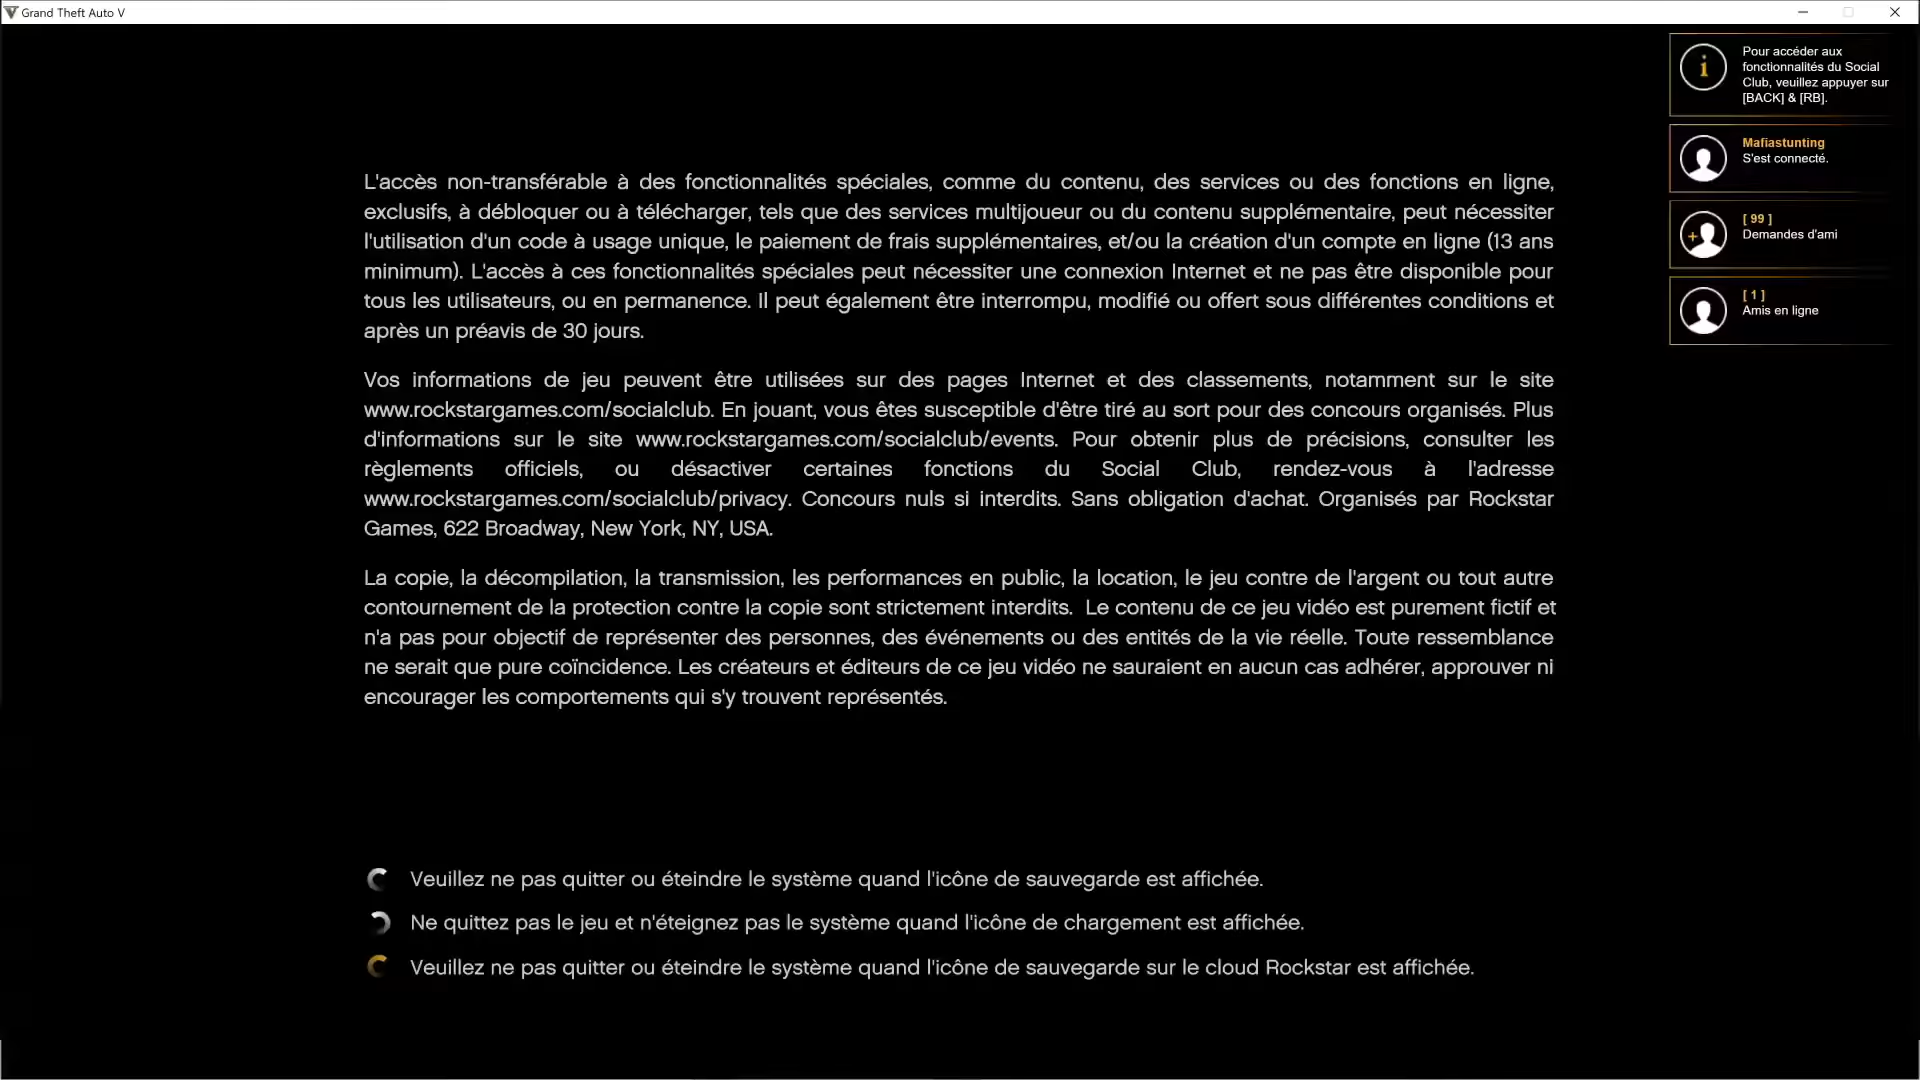 Grand Theft Auto V
Pour accéder aux
fonctionnalités du Social
Club, veuillez appuyer sur
[BACK] & [RB].
Mafiastunting
S'est connecté.
[ 99 ]
Demandes d'ami
[ 1 ]
Amis en ligne
L'accès non-transférable à des fonctionnalités spéciales, comme du contenu, des services ou des fonctions en ligne,
exclusifs, à débloquer ou à télécharger, tels que des services multijoueur ou du contenu supplémentaire, peut nécessiter
l'utilisation d'un code à usage unique, le paiement de frais supplémentaires, et/ou la création d'un compte en ligne (13 ans
minimum). L'accès à ces fonctionnalités spéciales peut nécessiter une connexion Internet et ne pas être disponible pour
tous les utilisateurs, ou en permanence. Il peut également être interrompu, modifié ou offert sous différentes conditions et
après un préavis de 30 jours.
Vos informations de jeu peuvent être utilisées sur des pages Internet et des classements, notamment sur le site
www.rockstargames.com/socialclub. En jouant, vous êtes susceptible d'être tiré au sort pour des concours organisés. Plus
d'informations sur le site www.rockstargames.com/socialclub/events. Pour obtenir plus de précisions, consulter les
règlements officiels, ou désactiver certaines fonctions du Social Club, rendez-vous à l'adresse
www.rockstargames.com/socialclub/privacy. Concours nuls si interdits. Sans obligation d'achat. Organisés par Rockstar
Games, 622 Broadway, New York, NY, USA.
La copie, la décompilation, la transmission, les performances en public, la location, le jeu contre de l'argent ou tout autre
contournement de la protection contre la copie sont strictement interdits. Le contenu de ce jeu vidéo est purement fictif et
n'a pas pour objectif de représenter des personnes, des événements ou des entités de la vie réelle. Toute ressemblance
ne serait que pure coïncidence. Les créateurs et éditeurs de ce jeu vidéo ne sauraient en aucun cas adhérer, approuver ni
encourager les comportements qui s'y trouvent représentés.
Veuillez ne pas quitter ou éteindre le système quand l'icône de sauvegarde est affichée.
Ne quittez pas le jeu et n'éteignez pas le système quand l'icône de chargement est affichée.
Veuillez ne pas quitter ou éteindre le système quand l'icône de sauvegarde sur le cloud Rockstar est affichée.